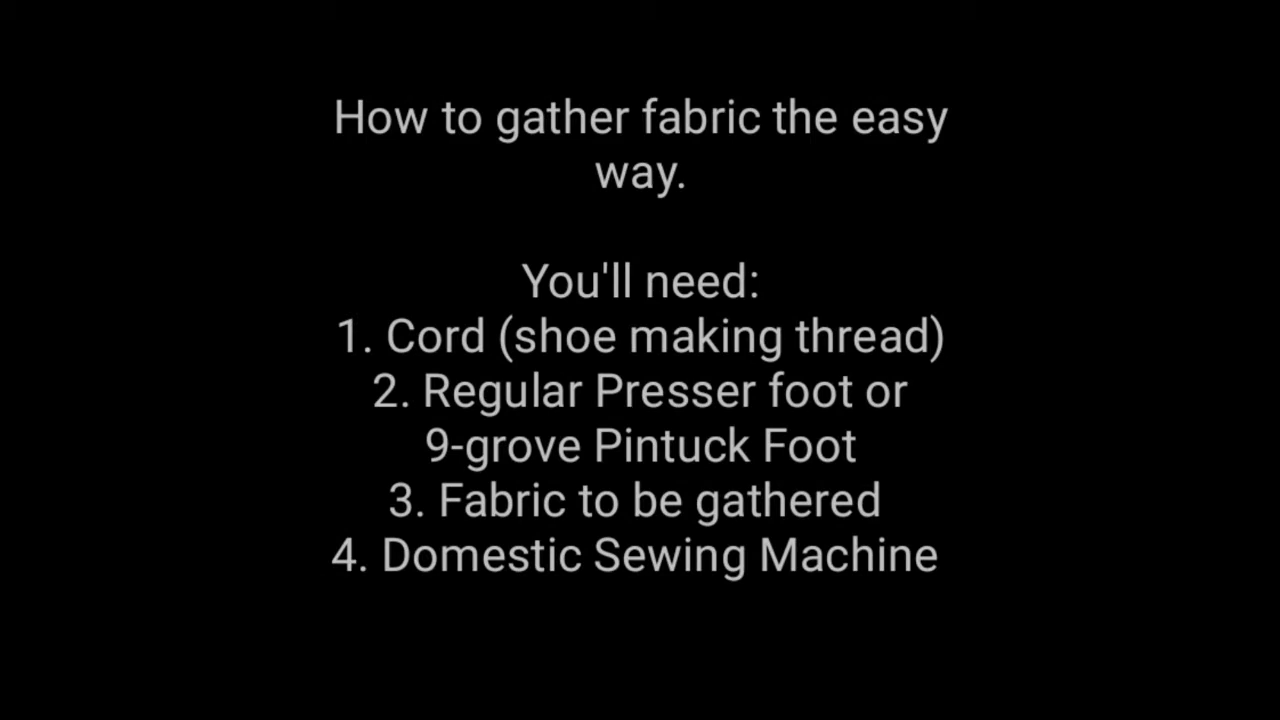 How to gather fabric the easy
way.
You'll need:
1. Cord (shoe making thread)
2. Regular Presser foot or
9-grove Pintuck Foot
3. Fabric to be gathered
4. Domestic Sewing Machine